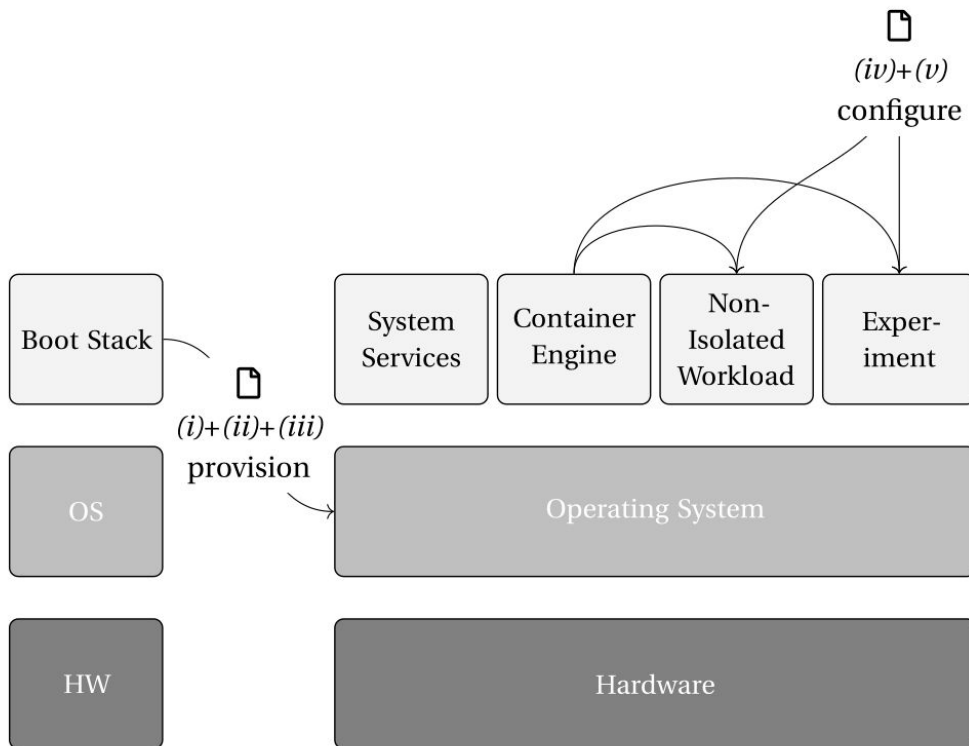 (iv)+(v)
configure
Boot Stack
System
Services
Container
Engine
Non-
Isolated
Workload
Exper-
iment
(i)+(ii)+(iii)
provision
OS
Operating System
HW
Hardware